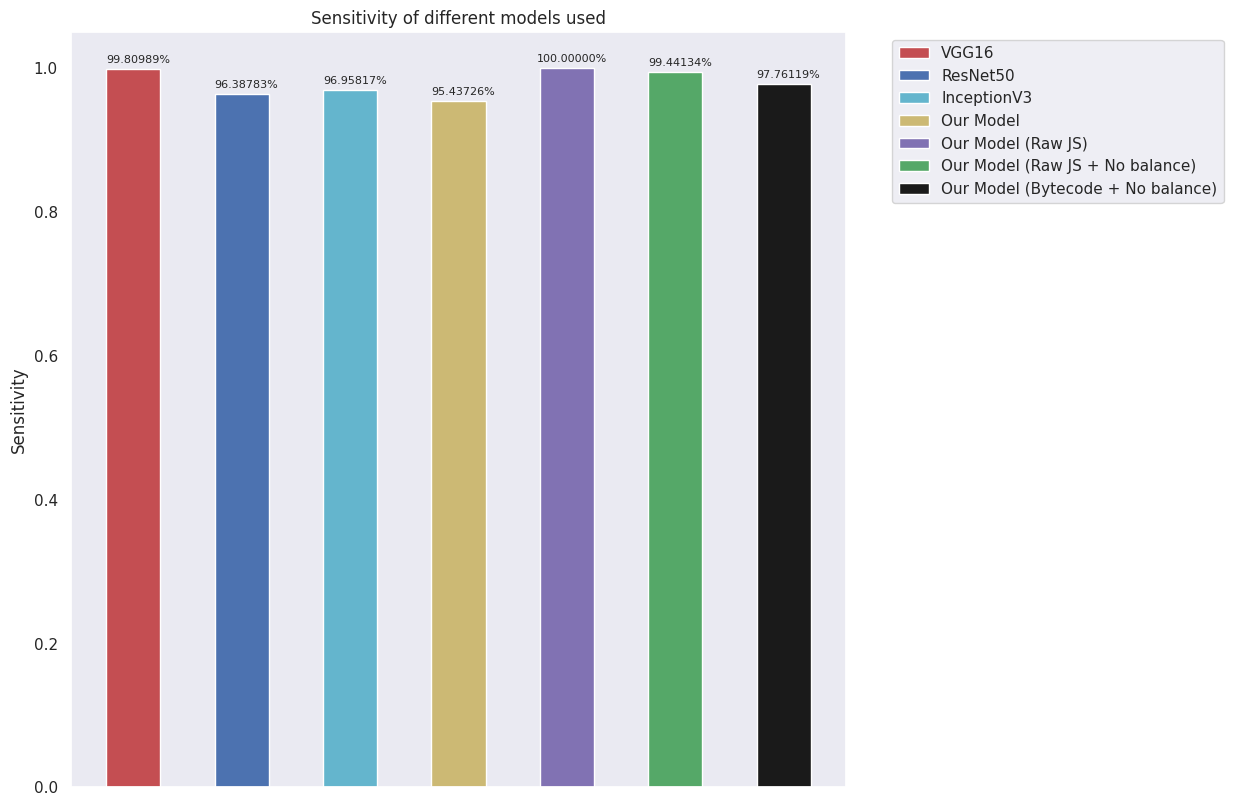 Sensitivity of different models used
99.80989%
96.38783%
96.95817%
95.43726%
100.00000%
99.44134%
97.76119%
1.0
0.8
0.6
0.4
0.2
0.0
Sensitivity
VGG16
ResNet50
InceptionV3
Our Model
Our Model (Raw JS)
Our Model (Raw JS + No balance)
Our Model (Bytecode + No balance)